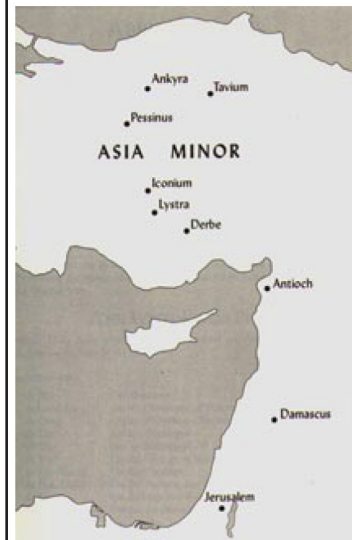 Ankyra
Tavium
Pessinus
ASIA MINOR
Iconium
Lystra
Derbe
Antioch
Damascus
Jerusalem